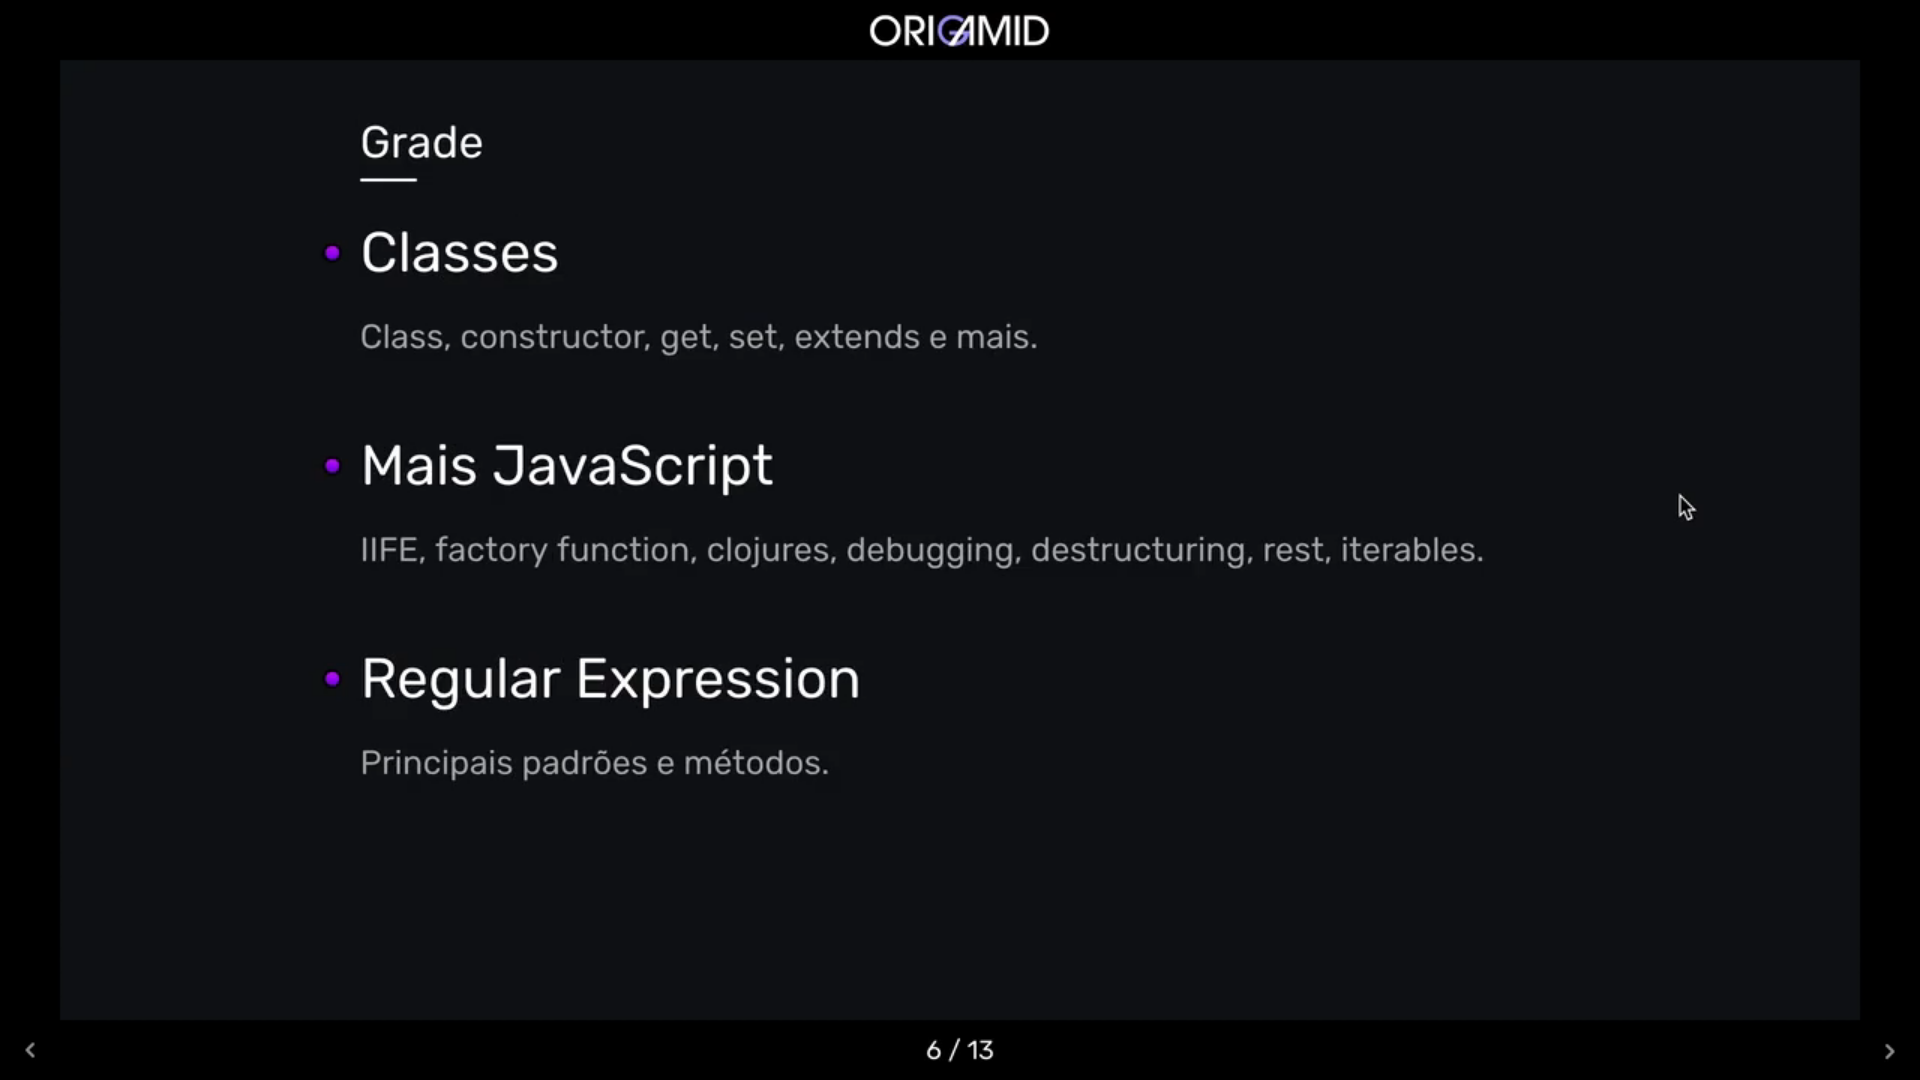 ORIGAMID
Grade
Classes
Class, constructor, get, set, extends e mais.
Mais JavaScript
IIFE, factory function, clojures, debugging, destructuring, rest, iterables.
Regular Expression
Principais padrões e métodos.
6 / 13